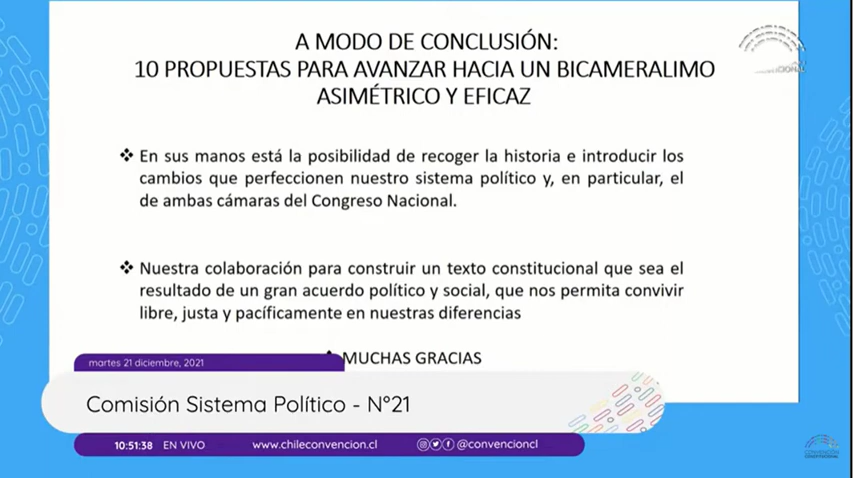 A MODO DE CONCLUSIÓN:
10 PROPUESTAS PARA AVANZAR HACIA UN BICAMERALIMO
ASIMÉTRICO Y EFICAZ
❖ En sus manos está la posibilidad de recoger la historia e introducir los
cambios que perfeccionen nuestro sistema político y, en particular, el
de ambas cámaras del Congreso Nacional.
❖ Nuestra colaboración para construir un texto constitucional que sea el
resultado de un gran acuerdo político y social, que nos permita convivir
libre, justa y pacíficamente en nuestras diferencias
MUCHAS GRACIAS
martes 21 diciembre, 2021
Comisión Sistema Político - N°21
10:51:38 EN VIVO www.chileconvencion.cl @convencioncl
CONVENCIÓN
CONSTITUCIONAL